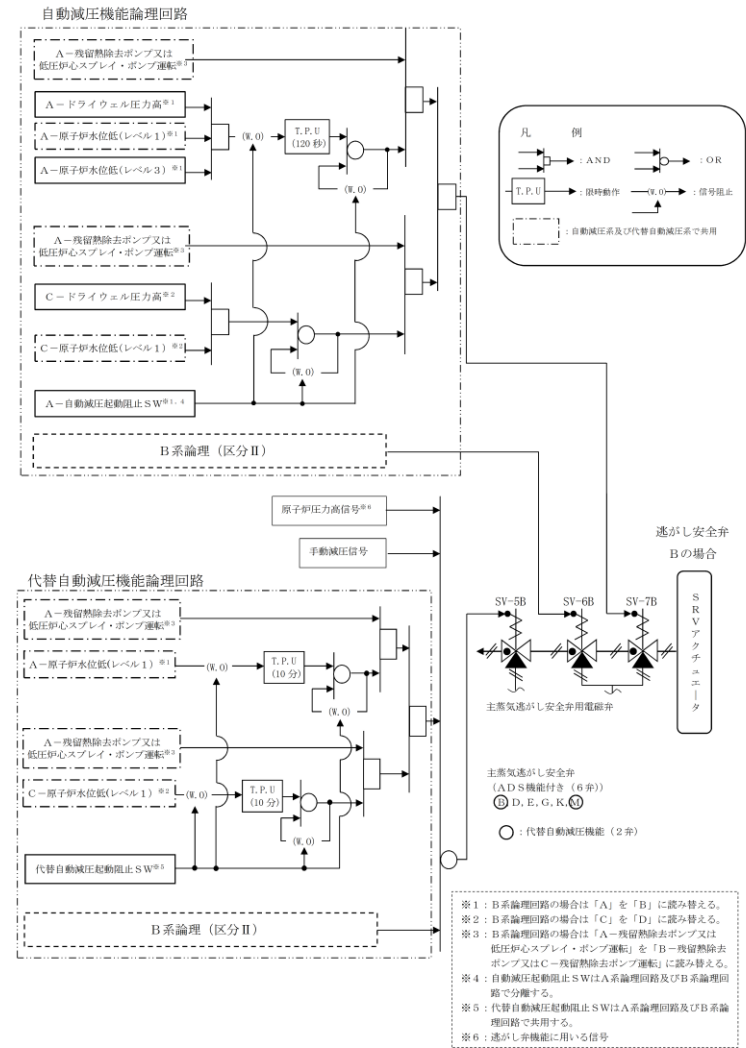 自動減圧機能論理回路
A-残留熱除去ポンプ又は
低圧炉心スプレイ・ポンプ運転※3
A-ドライウェル圧力高※1
A-原子炉水位低(レベル1)※1
A-原子炉水位低(レベル3)※1
(W.O)
T.P.U
(120秒)
(W.O)
A-残留熱除去ポンプ又は
低圧炉心スプレイ・ポンプ運転※3
C-ドライウェル圧力高※2
C-原子炉水位低(レベル1)※2
(W.O)
A-自動減圧起動阻止SW※1,4
B系論理(区分Ⅱ)
凡 例
:AND
:OR
T.P.U
:限時動作
(W.O)
:信号阻止
:自動減圧系及び代替自動減圧系で共用
原子炉圧力高信号※6
手動減圧信号
代替自動減圧機能論理回路
A-残留熱除去ポンプ又は
低圧炉心スプレイ・ポンプ運転※3
A-原子炉水位低(レベル1)※1
(W.O)
T.P.U
(10分)
(W.O)
A-残留熱除去ポンプ又は
低圧炉心スプレイ・ポンプ運転※3
C-原子炉水位低(レベル1)※2
(W.O)
T.P.U
(10分)
(W.O)
代替自動減圧起動阻止SW※5
B系論理(区分Ⅱ)
逃がし安全弁
Bの場合
SV-5B
SV-6B
SV-7B
SRVアクチュエータ
主蒸気逃がし安全弁用電磁弁
主蒸気逃がし安全弁
(ADS機能付き(6弁))
B, D, E, G, K, M
:代替自動減圧機能(2弁)
※1:B系論理回路の場合は「A」を「B」に読み替える。
※2:B系論理回路の場合は「C」を「D」に読み替える。
※3:B系論理回路の場合は「A-残留熱除去ポンプ又は
低圧炉心スプレイ・ポンプ運転」を「B-残留熱除去
ポンプ又はC-残留熱除去ポンプ運転」に読み替える。
※4:自動減圧起動阻止SWはA系論理回路及びB系論理回
路で分離する。
※5:代替自動減圧起動阻止SWはA系論理回路及びB系論
理回路で共用する。
※6:逃がし弁機能に用いる信号